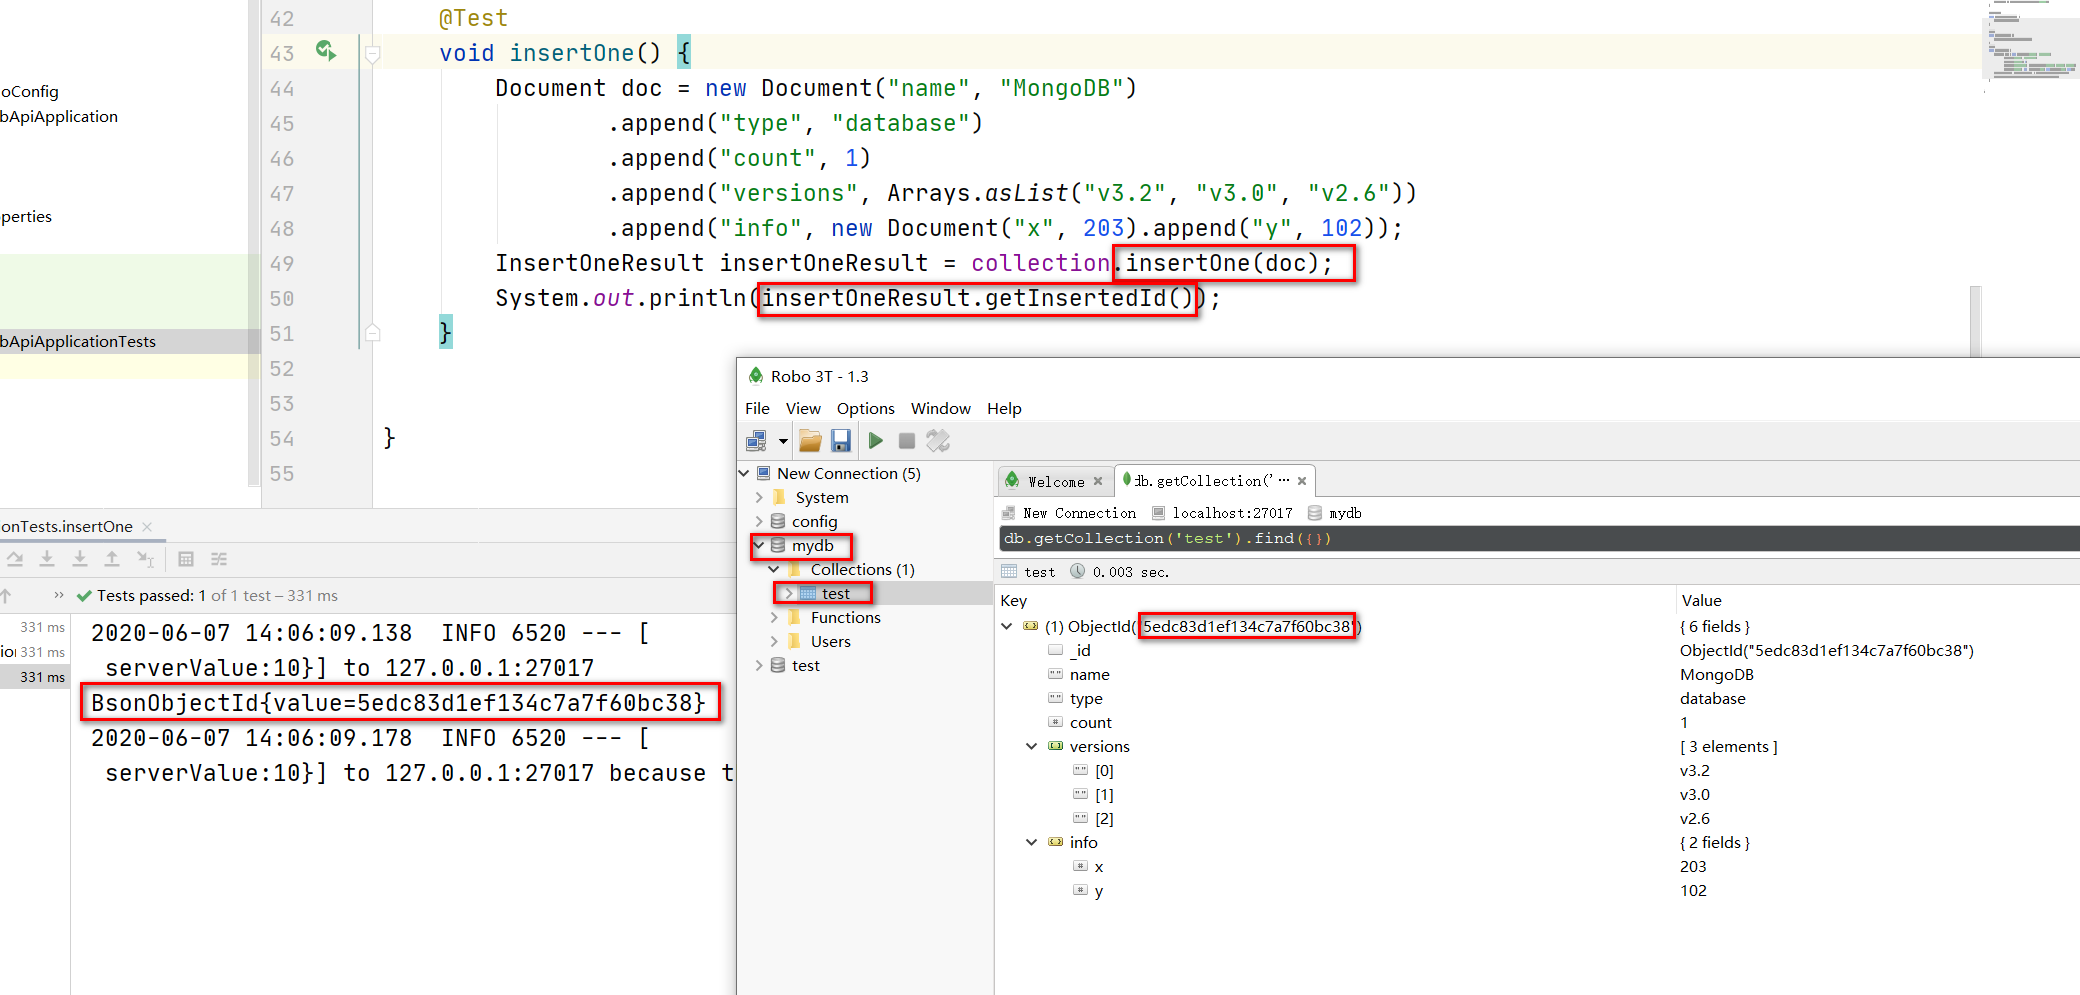 42 @Test
43 void insertOne() {
44 Document doc = new Document("name", "MongoDB")
45 .append("type", "database")
46 .append("count", 1)
47 .append("versions", Arrays.asList("v3.2", "v3.0", "v2.6"))
48 .append("info", new Document("x", 203).append("y", 102));
49 InsertOneResult insertOneResult = collection.insertOne(doc);
50 System.out.println(insertOneResult.getInsertedId());
51 }
52
53
54 }
55
oConfig
bApiApplication
perties
bApiApplicationTests
onTests.insertOne
Tests passed: 1 of 1 test – 331 ms
331 ms
331 ms
331 ms
2020-06-07 14:06:09.138 INFO 6520 --- [
serverValue:10}] to 127.0.0.1:27017
BsonObjectId{value=5edc83d1ef134c7a7f60bc38}
2020-06-07 14:06:09.178 INFO 6520 --- [
serverValue:10}] to 127.0.0.1:27017 because t
Robo 3T - 1.3
File View Options Window Help
New Connection (5)
System
config
mydb
Collections (1)
test
Functions
Users
test
Welcome
db.getCollection('...
New Connection localhost:27017 mydb
db.getCollection('test').find({})
test 0.003 sec.
Key Value
(1) ObjectId("5edc83d1ef134c7a7f60bc38") { 6 fields }
_id ObjectId("5edc83d1ef134c7a7f60bc38")
name MongoDB
type database
count 1
versions [ 3 elements ]
[0] v3.2
[1] v3.0
[2] v2.6
info { 2 fields }
x 203
y 102